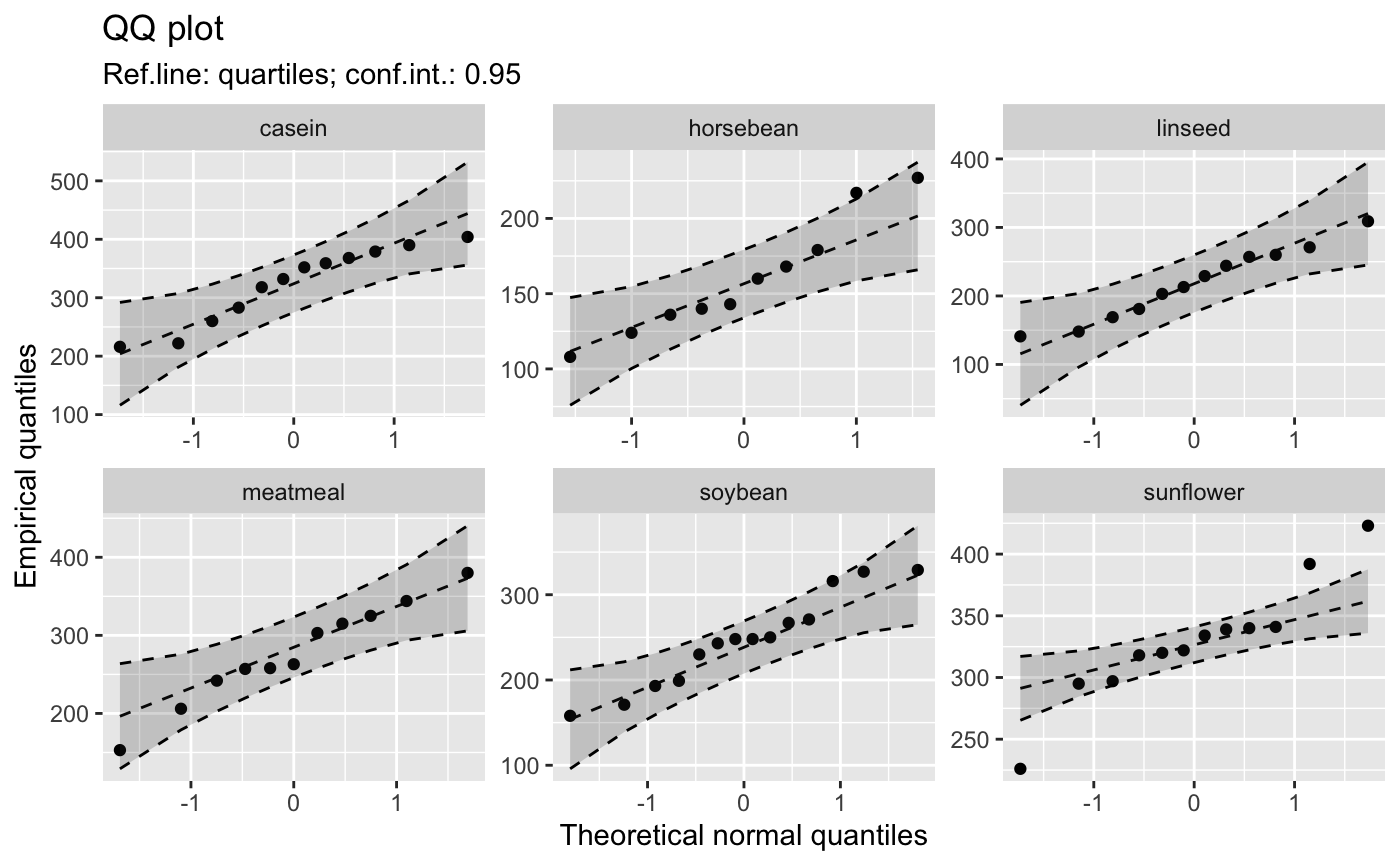 QQ plot
Ref.line: quartiles; conf.int.: 0.95
casein
horsebean
linseed
500
400
300
200
100
200
150
100
400
300
200
100
-1 0 1
-1 0 1
-1 0 1
Empirical quantiles
meatmeal
soybean
sunflower
400
300
200
300
200
100
400
350
300
250
-1 0 1
-1 0 1
-1 0 1
Theoretical normal quantiles